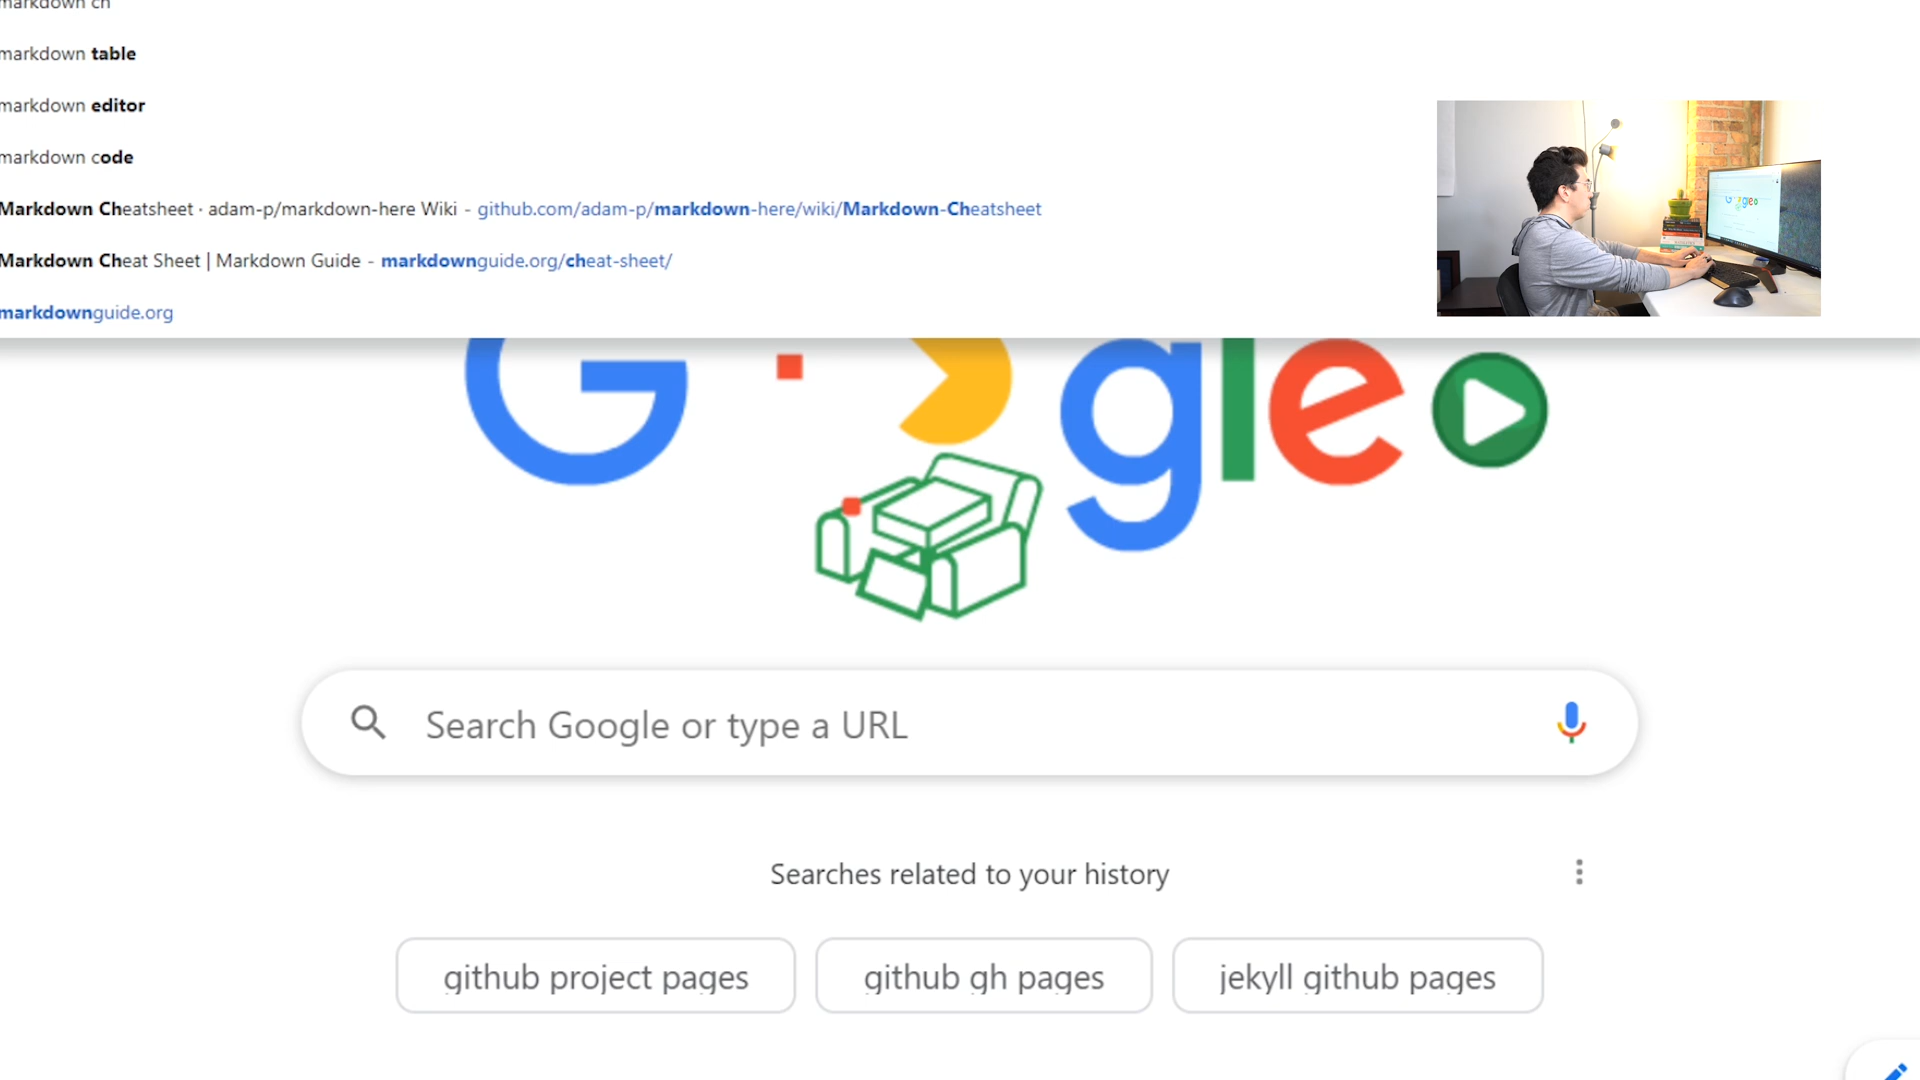 markdown ch
markdown table
markdown editor
markdown code
Markdown Cheatsheet · adam-p/markdown-here Wiki - github.com/adam-p/markdown-here/wiki/Markdown-Cheatsheet
Markdown Cheat Sheet | Markdown Guide - markdownguide.org/cheat-sheet/
markdownguide.org
Search Google or type a URL
Searches related to your history
github project pages
github gh pages
jekyll github pages